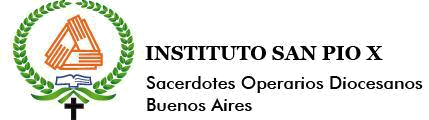 INSTITUTO SAN PIO X
Sacerdotes Operarios Diocesanos
Buenos Aires